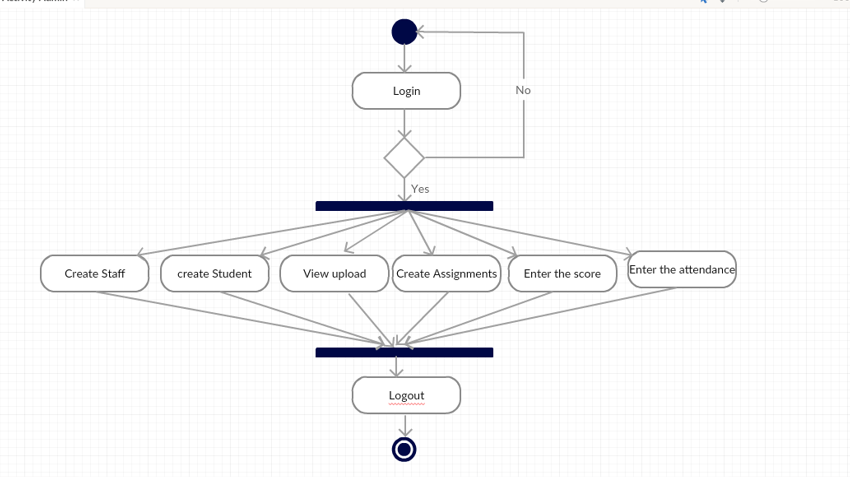 Login
No
Yes
Create Staff
create Student
View upload
Create Assignments
Enter the score
Enter the attendance
Logout